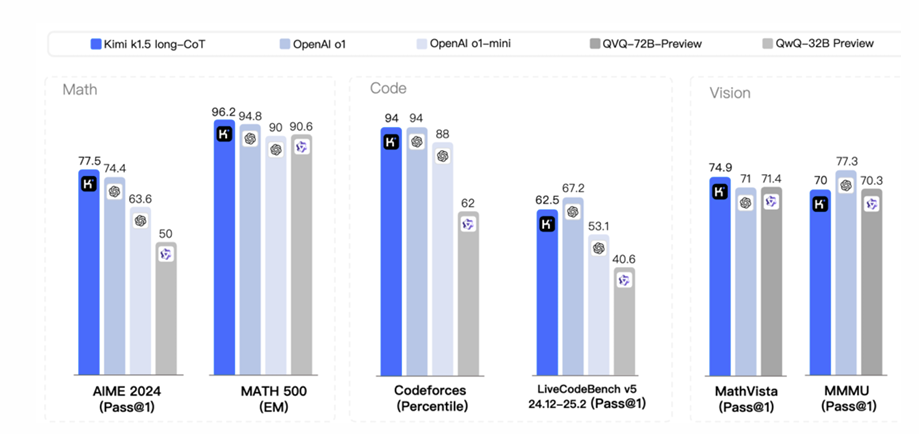 Kimi k1.5 long-CoT OpenAI o1 OpenAI o1-mini QVQ-72B-Preview QwQ-32B Preview
Math
77.5
74.4
63.6
50
AIME 2024
(Pass@1)
96.2
94.8
90
90.6
MATH 500
(EM)
Code
94
94
88
62
Codeforces
(Percentile)
62.5
67.2
53.1
40.6
LiveCodeBench v5
24.12-25.2 (Pass@1)
Vision
74.9
71
71.4
MathVista
(Pass@1)
70
77.3
70.3
MMMU
(Pass@1)